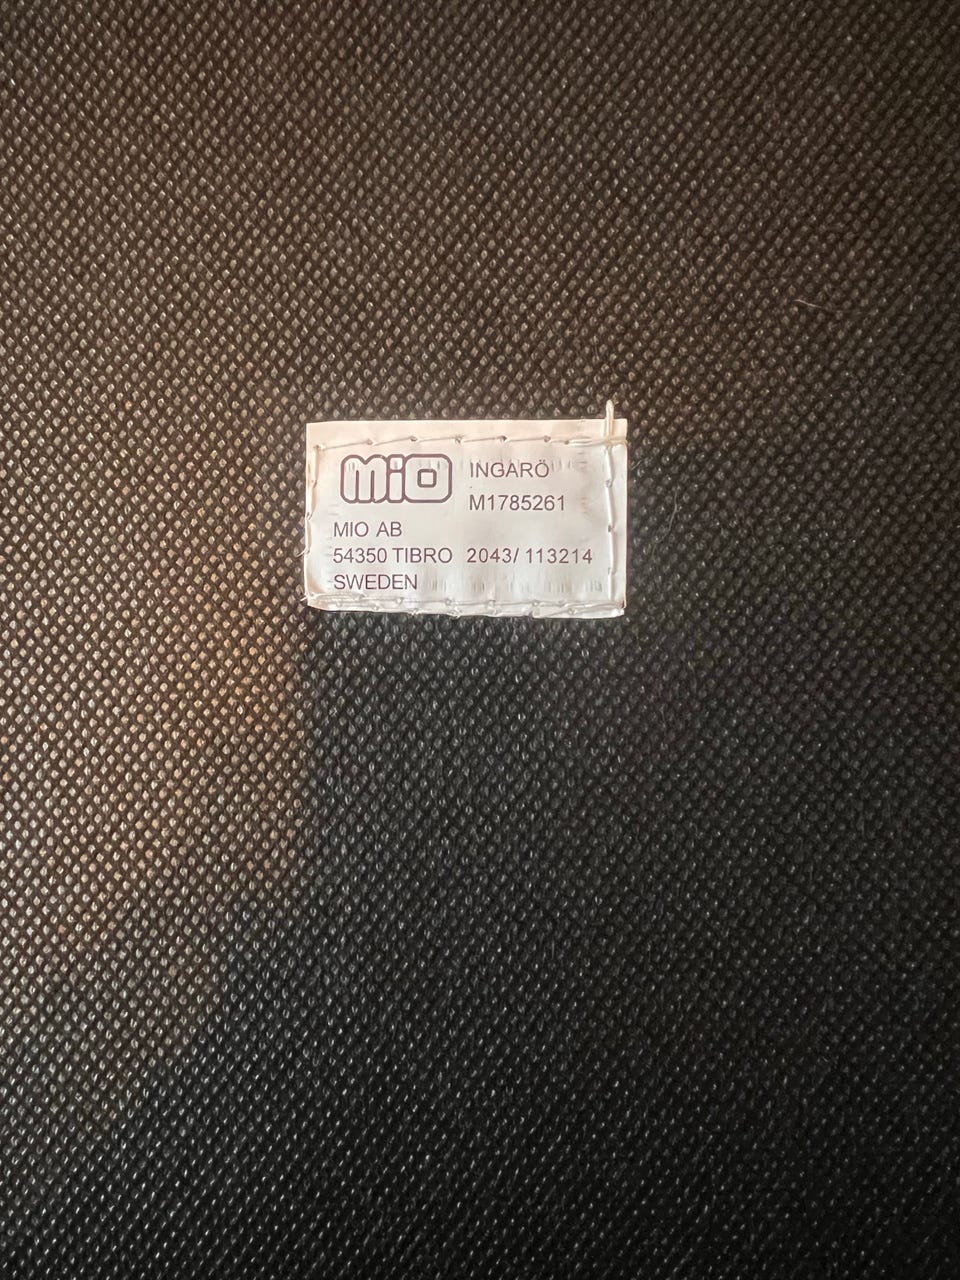 MiO INGARÖ
M1785261
MIO AB
54350 TIBRO 2043/ 113214
SWEDEN